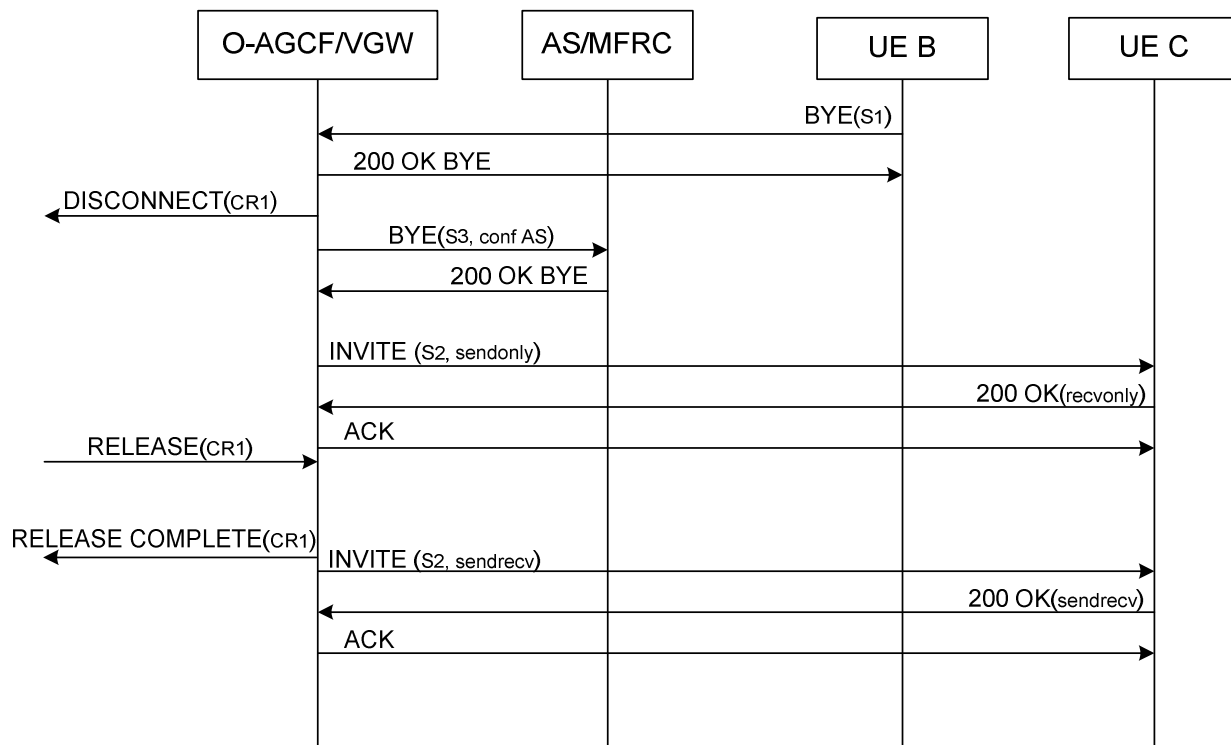 O-AGCF/VGW
AS/MFRC
UE B
UE C
BYE(S1)
200 OK BYE
DISCONNECT(CR1)
BYE(S3, conf AS)
200 OK BYE
INVITE (S2, sendonly)
200 OK(recvonly)
ACK
RELEASE(CR1)
RELEASE COMPLETE(CR1)
INVITE (S2, sendrecv)
200 OK(sendrecv)
ACK